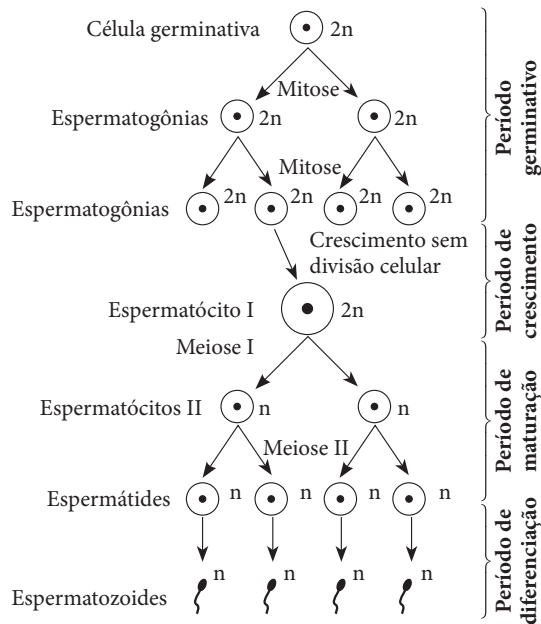 Célula germinativa
2n
Mitose
Espermatogônias
2n
2n
Mitose
Espermatogônias
2n
2n
2n
2n
Período
germinativo
Crescimento sem
divisão celular
Espermatócito I
2n
Período de
crescimento
Meiose I
Espermatócitos II
n
n
Meiose II
Período de
maturação
Espermátides
n
n
n
n
Espermatozoides
n
n
n
n
Período de
diferenciação